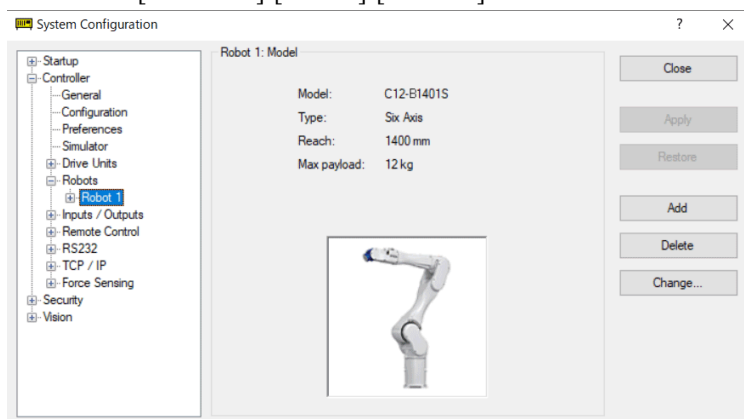 System Configuration
?
Startup
Controller
General
Configuration
Preferences
Simulator
Drive Units
Robots
Robot 1
Inputs / Outputs
Remote Control
RS232
TCP / IP
Force Sensing
Security
Vision
Robot 1: Model
Model: C12-B1401S
Type: Six Axis
Reach: 1400 mm
Max payload: 12 kg
Close
Apply
Restore
Add
Delete
Change...